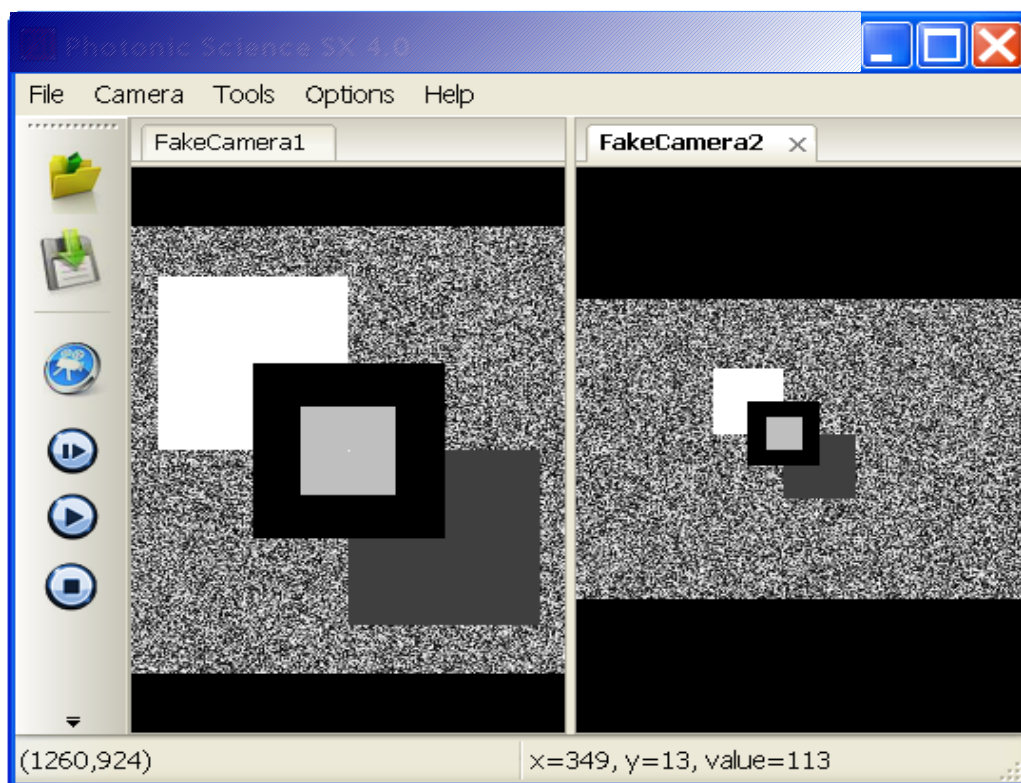 Photonic Science SX 4.0
File Camera Tools Options Help
FakeCamera1
FakeCamera2
(1260,924)
x=349, y=13, value=113